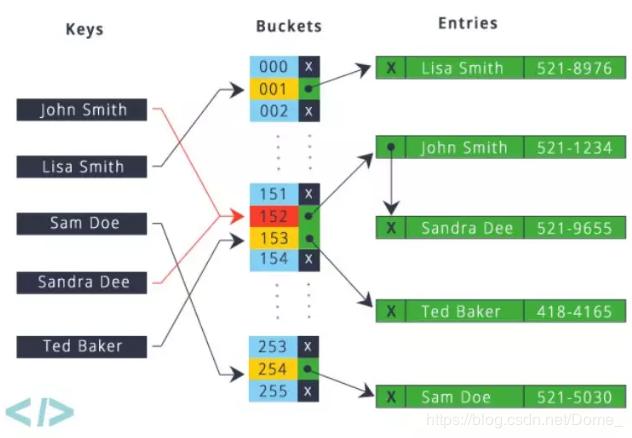 Keys
Buckets
Entries
John Smith
Lisa Smith
Sam Doe
Sandra Dee
Ted Baker
000 X
001
002 X
151 X
152
153
154 X
253 X
254
255 X
X Lisa Smith 521-8976
John Smith 521-1234
X Sandra Dee 521-9655
X Ted Baker 418-4165
X Sam Doe 521-5030
</>
https://blog.csdn.net/Dome_